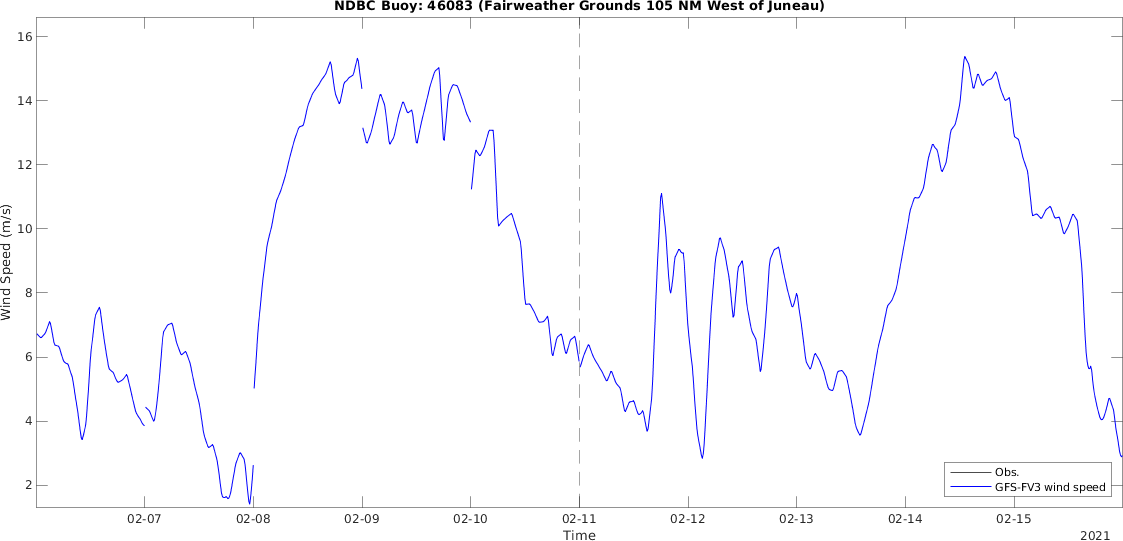 NDBC Buoy: 46083 (Fairweather Grounds 105 NM West of Juneau)
16
14
12
10
8
6
4
2
Wind Speed (m/s)
Obs.
GFS-FV3 wind speed
02-07 02-08 02-09 02-10 02-11 02-12 02-13 02-14 02-15
Time
2021